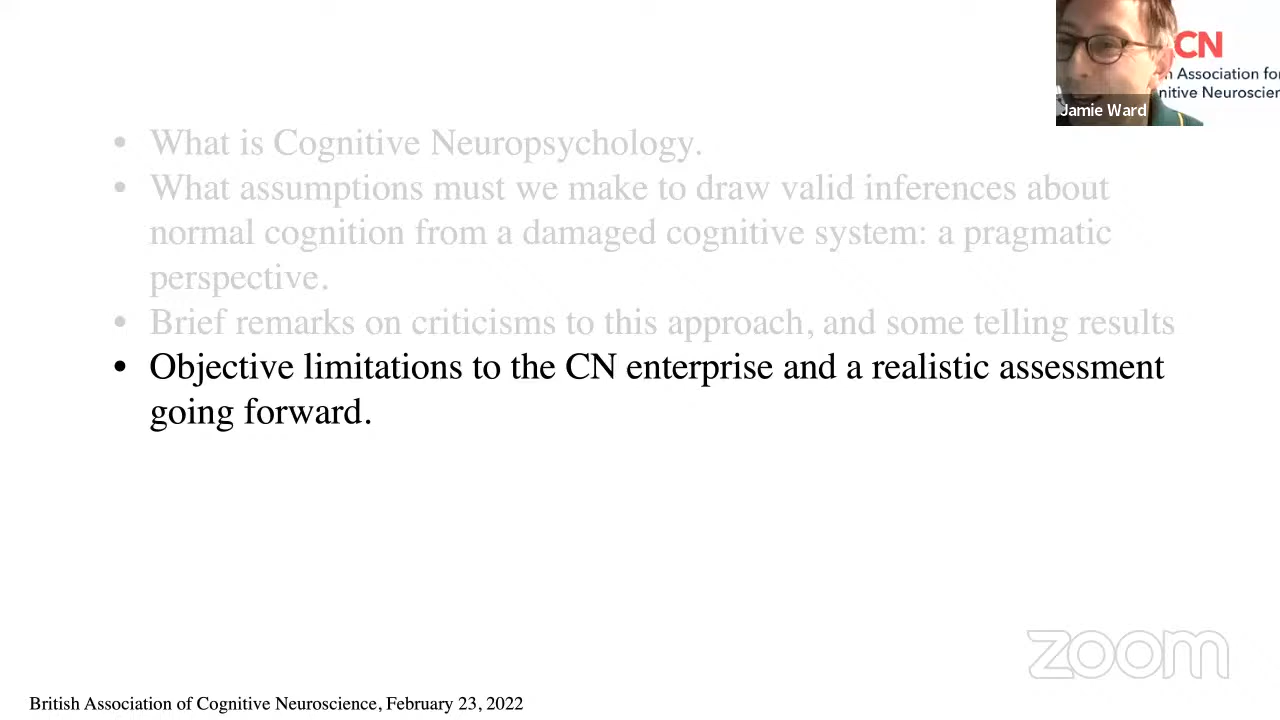 CN
n Association for
nitive Neuroscien
Jamie Ward
• What is Cognitive Neuropsychology.
• What assumptions must we make to draw valid inferences about
normal cognition from a damaged cognitive system: a pragmatic
perspective.
• Brief remarks on criticisms to this approach, and some telling results
• Objective limitations to the CN enterprise and a realistic assessment
going forward.
zoom
British Association of Cognitive Neuroscience, February 23, 2022